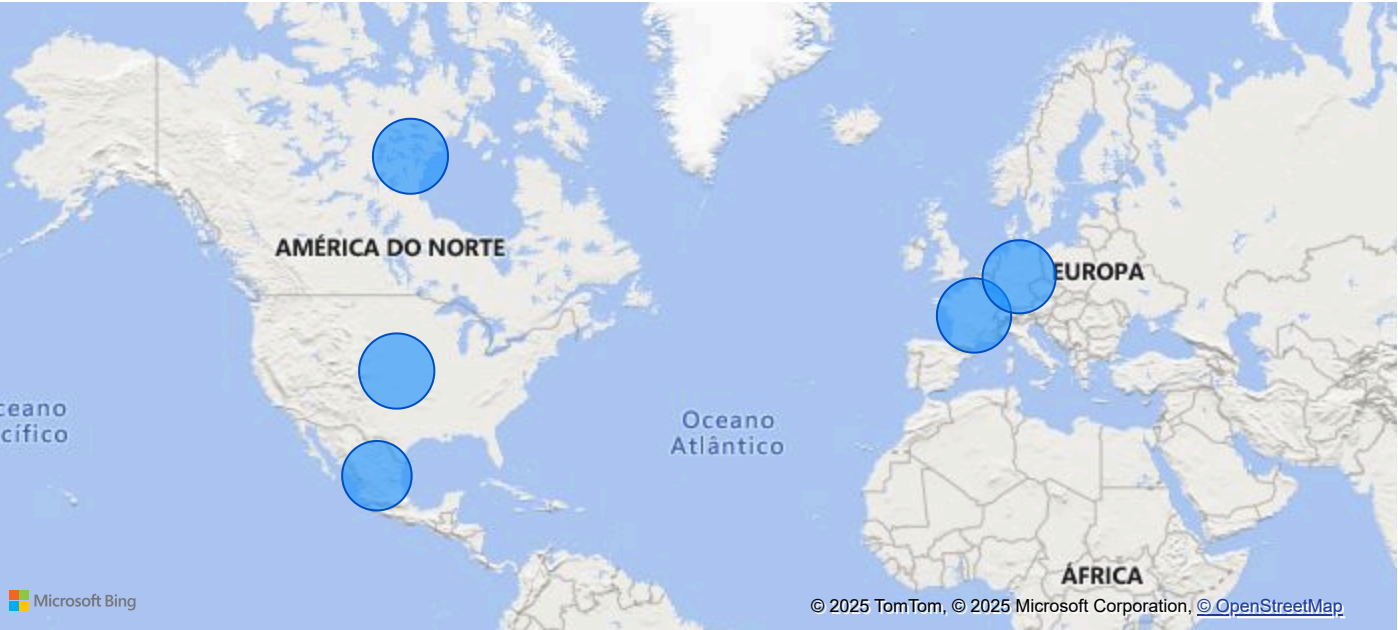 AMÉRICA DO NORTE
EUROPA
ceano
cífico
Oceano
Atlântico
ÁFRICA
Microsoft Bing
© 2025 TomTom, © 2025 Microsoft Corporation, © OpenStreetMap